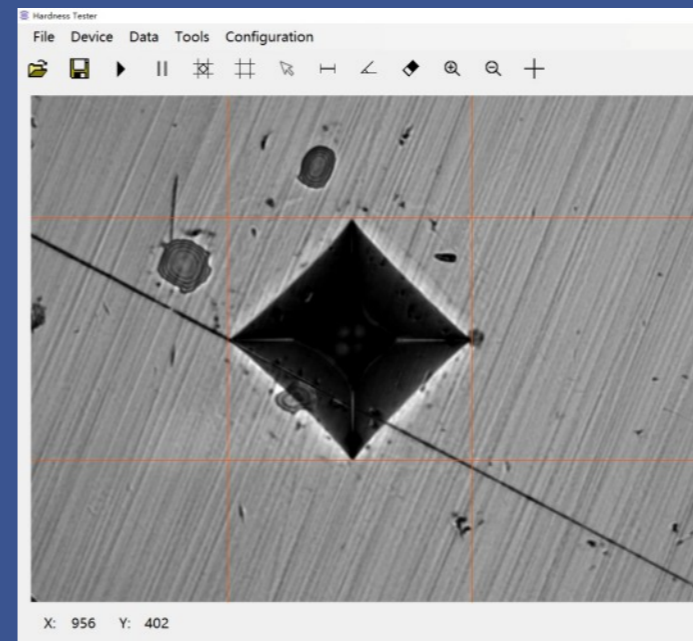 Hardness Tester
File Device Data Tools Configuration
X: 956 Y: 402